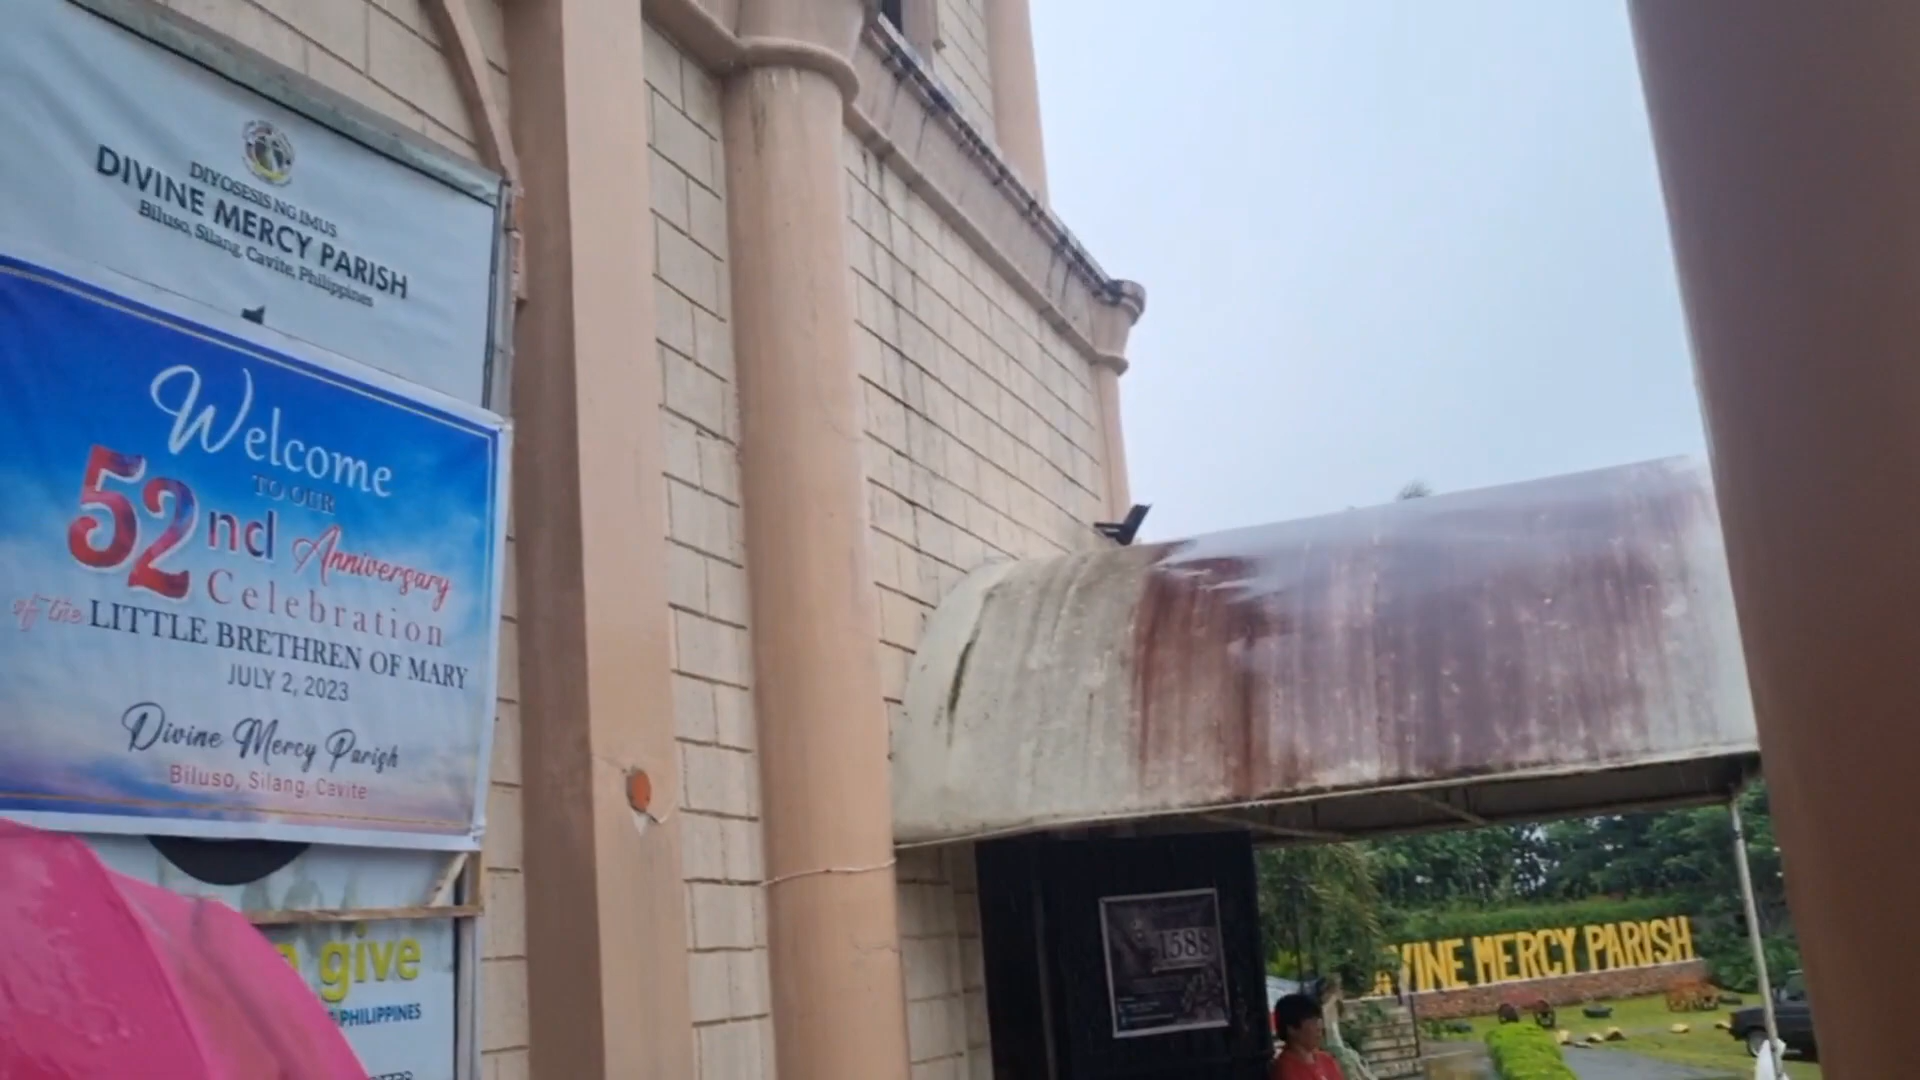 DIYOSESIS NG IMUS
DIVINE MERCY PARISH
Biluso, Silang, Cavite, Philippines
Welcome
TO OUR
52nd Anniversary
Celebration
of the LITTLE BRETHREN OF MARY
JULY 2, 2023
Divine Mercy Parish
Biluso, Silang, Cavite
give
PHILIPPINES
1588
VINE MERCY PARISH